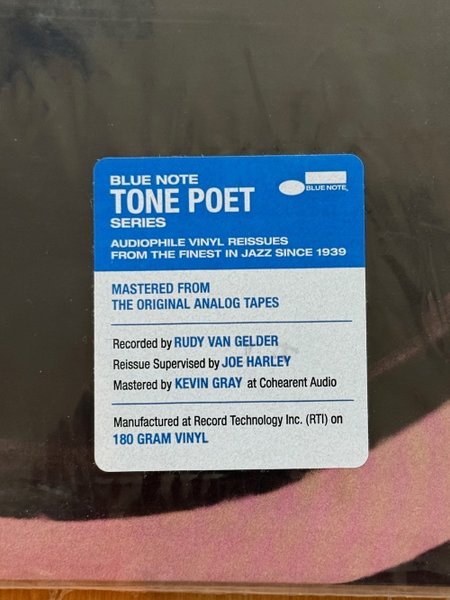 BLUE NOTE
TONE POET
SERIES
BLUE NOTE
AUDIOPHILE VINYL REISSUES
FROM THE FINEST IN JAZZ SINCE 1939
MASTERED FROM
THE ORIGINAL ANALOG TAPES
Recorded by RUDY VAN GELDER
Reissue Supervised by JOE HARLEY
Mastered by KEVIN GRAY at Cohearent Audio
Manufactured at Record Technology Inc. (RTI) on
180 GRAM VINYL